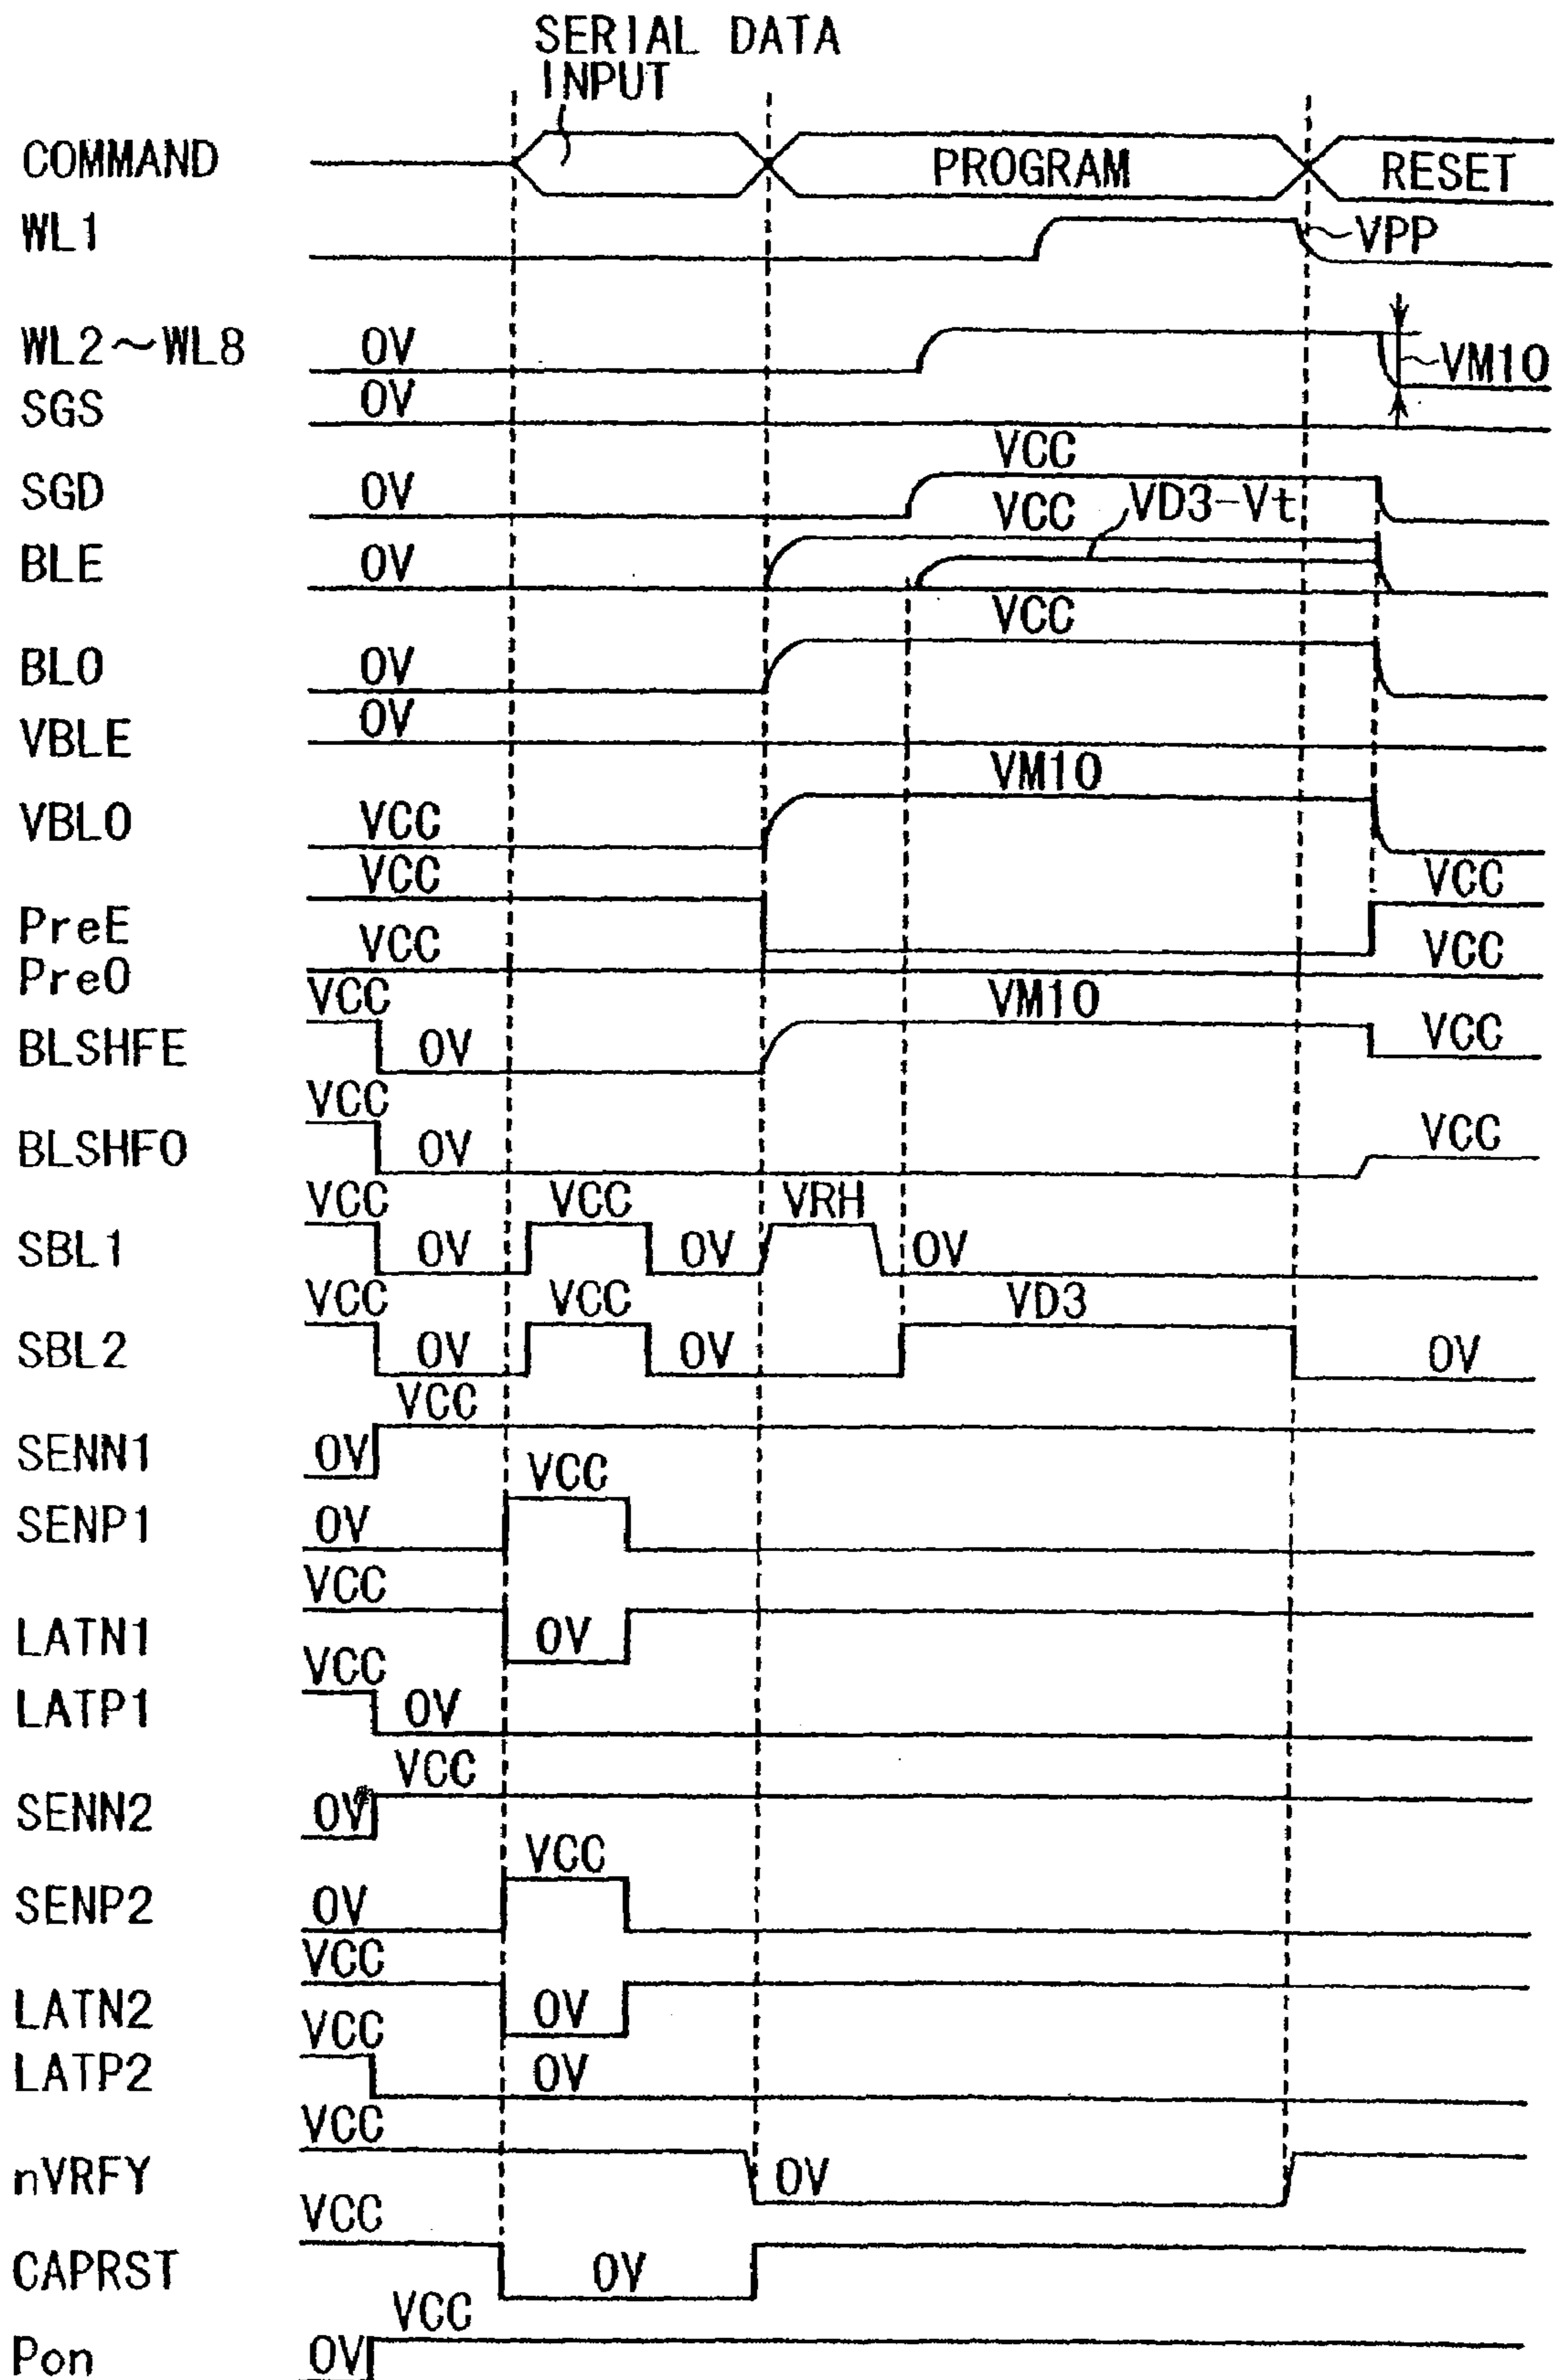 SERIAL DATA
INPUT
COMMAND PROGRAM RESET
WL1 VPP
WL2~WL8 0V VM10
SGS 0V
VCC
SGD 0V
VCC VD3-Vt
BLE 0V
VCC
BLO 0V
0V
VBLE
VM10
VBLO VCC
VCC VCC
PreE
VCC VCC
PreO
VCC VM10
BLSHFE 0V VCC
VCC
BLSHFO 0V VCC
VCC VCC VRH
SBL1 0V 0V 0V
VCC VCC VD3
SBL2 0V 0V 0V
VCC
SENN1 0V
VCC
SENP1 0V
VCC
LATN1 0V
VCC
LATP1 0V
VCC
SENN2 0V
VCC
SENP2 0V
VCC
LATN2 0V
VCC
LATP2 0V
VCC
nVRFY 0V
VCC
CAPRST 0V
VCC
Pon 0V